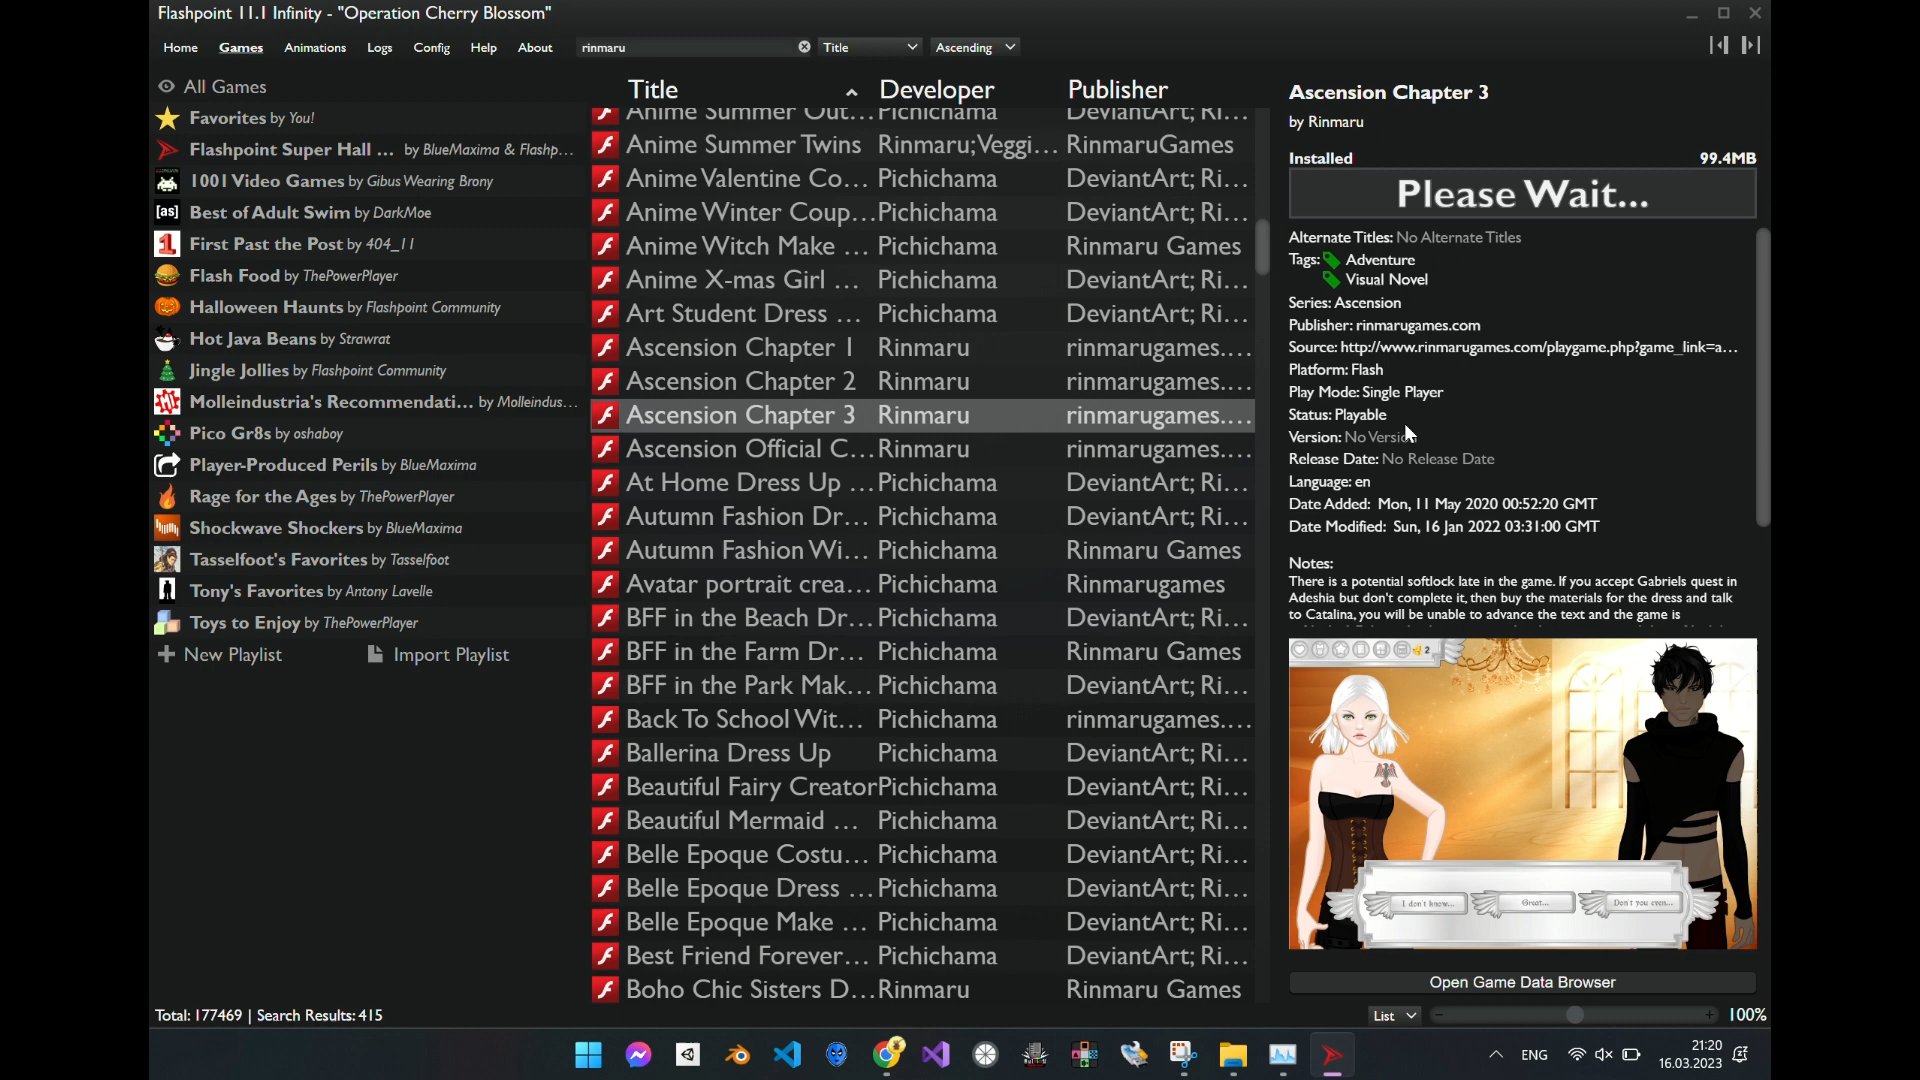 Flashpoint 11.1 Infinity - "Operation Cherry Blossom"
Home Games Animations Logs Config Help About rinmaru Title Ascending
All Games
Favorites by You!
Flashpoint Super Hall ... by BlueMaxima & Flashp...
1001 Video Games by Gibus Wearing Brony
[as] Best of Adult Swim by DarkMoe
First Past the Post by 404_11
Flash Food by ThePowerPlayer
Halloween Haunts by Flashpoint Community
Hot Java Beans by Strawrat
Jingle Jollies by Flashpoint Community
Molleindustria's Recommendati... by Molleindus...
Pico Gr8s by oshaboy
Player-Produced Perils by BlueMaxima
Rage for the Ages by ThePowerPlayer
Shockwave Shockers by BlueMaxima
Tasselfoot's Favorites by Tasselfoot
Tony's Favorites by Antony Lavelle
Toys to Enjoy by ThePowerPlayer
New Playlist Import Playlist
Title Developer Publisher
Anime Summer Out... Pichichama DeviantArt; Ri...
Anime Summer Twins Rinmaru;Veggi... RinmaruGames
Anime Valentine Co... Pichichama DeviantArt; Ri...
Anime Winter Coup... Pichichama DeviantArt; Ri...
Anime Witch Make ... Pichichama Rinmaru Games
Anime X-mas Girl ... Pichichama DeviantArt; Ri...
Art Student Dress ... Pichichama DeviantArt; Ri...
Ascension Chapter 1 Rinmaru rinmarugames....
Ascension Chapter 2 Rinmaru rinmarugames....
Ascension Chapter 3 Rinmaru rinmarugames....
Ascension Official C... Rinmaru rinmarugames....
At Home Dress Up ... Pichichama DeviantArt; Ri...
Autumn Fashion Dr... Pichichama DeviantArt; Ri...
Autumn Fashion Wi... Pichichama Rinmaru Games
Avatar portrait crea... Pichichama Rinmarugames
BFF in the Beach Dr... Pichichama DeviantArt; Ri...
BFF in the Farm Dr... Pichichama Rinmaru Games
BFF in the Park Mak... Pichichama DeviantArt; Ri...
Back To School Wit... Pichichama rinmarugames....
Ballerina Dress Up Pichichama DeviantArt; Ri...
Beautiful Fairy Creator Pichichama DeviantArt; Ri...
Beautiful Mermaid ... Pichichama DeviantArt; Ri...
Belle Epoque Costu... Pichichama DeviantArt; Ri...
Belle Epoque Dress ... Pichichama DeviantArt; Ri...
Belle Epoque Make ... Pichichama DeviantArt; Ri...
Best Friend Forever... Pichichama DeviantArt; Ri...
Boho Chic Sisters D... Rinmaru Rinmaru Games
Ascension Chapter 3
by Rinmaru
Installed 99.4MB
Please Wait...
Alternate Titles: No Alternate Titles
Tags: Adventure
Visual Novel
Series: Ascension
Publisher: rinmarugames.com
Source: http://www.rinmarugames.com/playgame.php?game_link=a...
Platform: Flash
Play Mode: Single Player
Status: Playable
Version: No Version
Release Date: No Release Date
Language: en
Date Added: Mon, 11 May 2020 00:52:20 GMT
Date Modified: Sun, 16 Jan 2022 03:31:00 GMT
Notes:
There is a potential softlock late in the game. If you accept Gabriels quest in
Adeshia but don't complete it, then buy the materials for the dress and talk
to Catalina, you will be unable to advance the text and the game is
2
I don't know... Great... Don't you even...
Open Game Data Browser
Total: 177469 | Search Results: 415
List 100%
ENG 21:20
16.03.2023